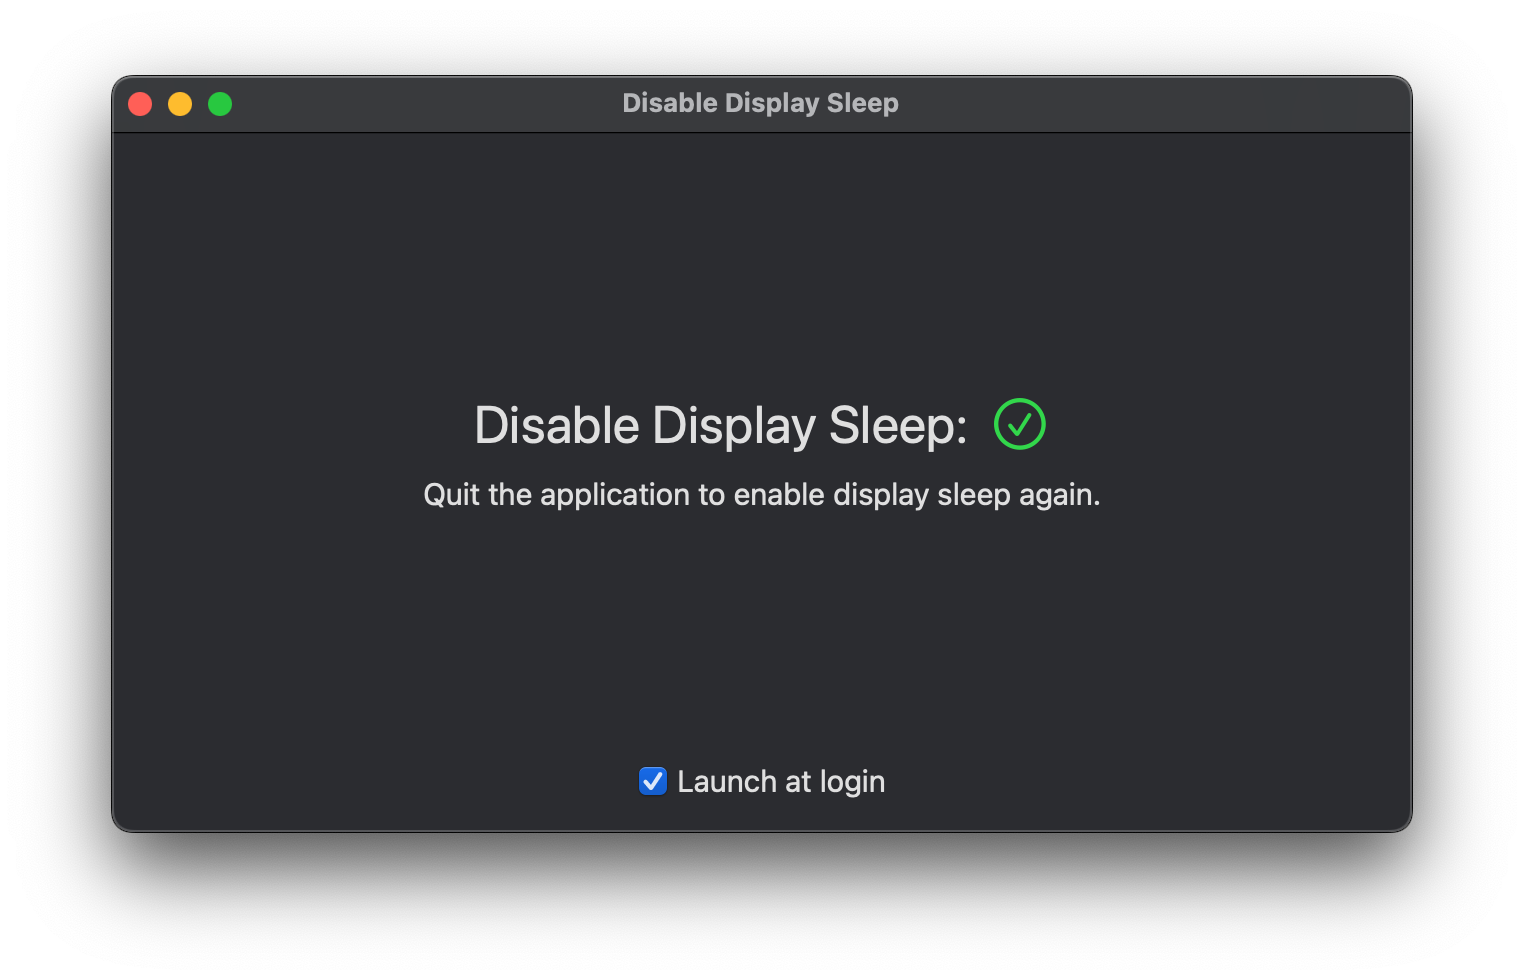 Disable Display Sleep
Disable Display Sleep:
Quit the application to enable display sleep again.
Launch at login